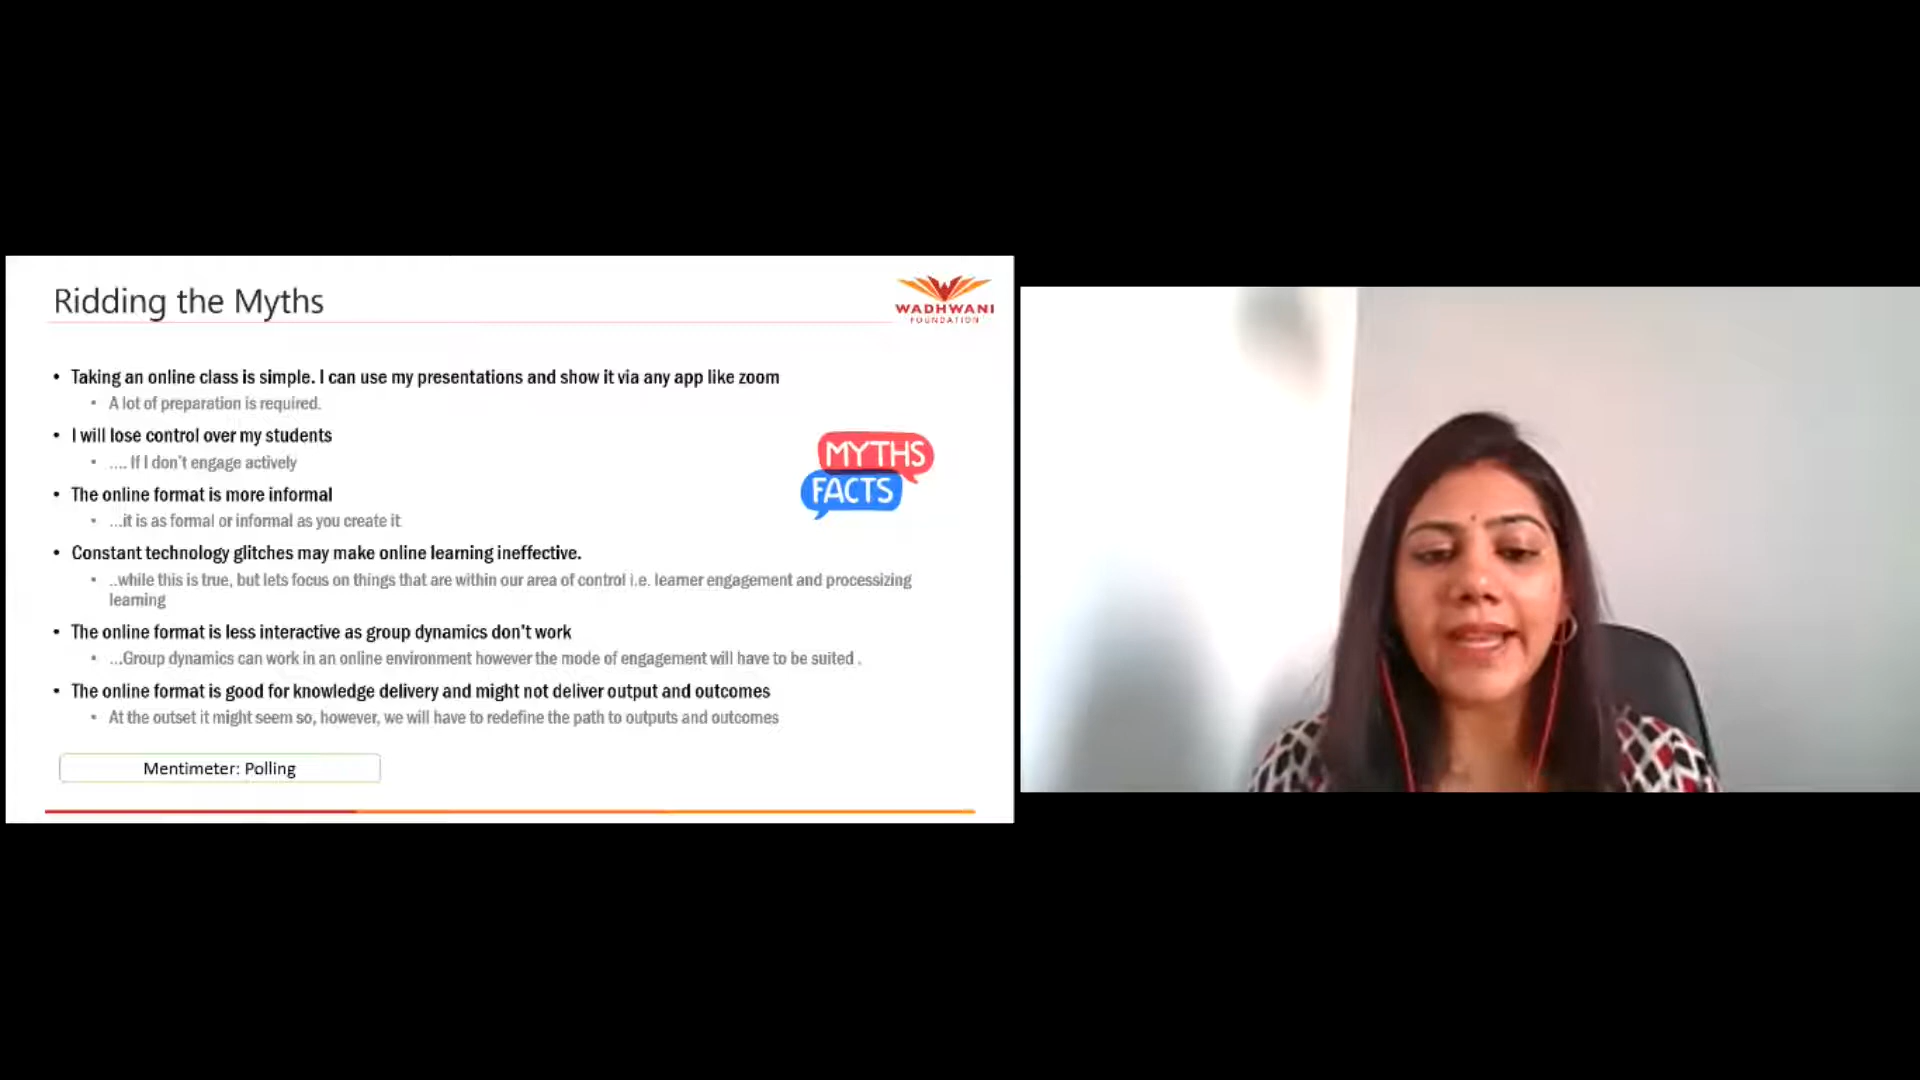 Ridding the Myths
WADHWANI
FOUNDATION
• Taking an online class is simple. I can use my presentations and show it via any app like zoom
• A lot of preparation is required.
• I will lose control over my students
• .... If I don't engage actively
• The online format is more informal
• ...it is as formal or informal as you create it
• Constant technology glitches may make online learning ineffective.
• ..while this is true, but lets focus on things that are within our area of control i.e. learner engagement and processizing
learning
• The online format is less interactive as group dynamics don't work
• ...Group dynamics can work in an online environment however the mode of engagement will have to be suited .
• The online format is good for knowledge delivery and might not deliver output and outcomes
• At the outset it might seem so, however, we will have to redefine the path to outputs and outcomes
MYTHS
FACTS
Mentimeter: Polling